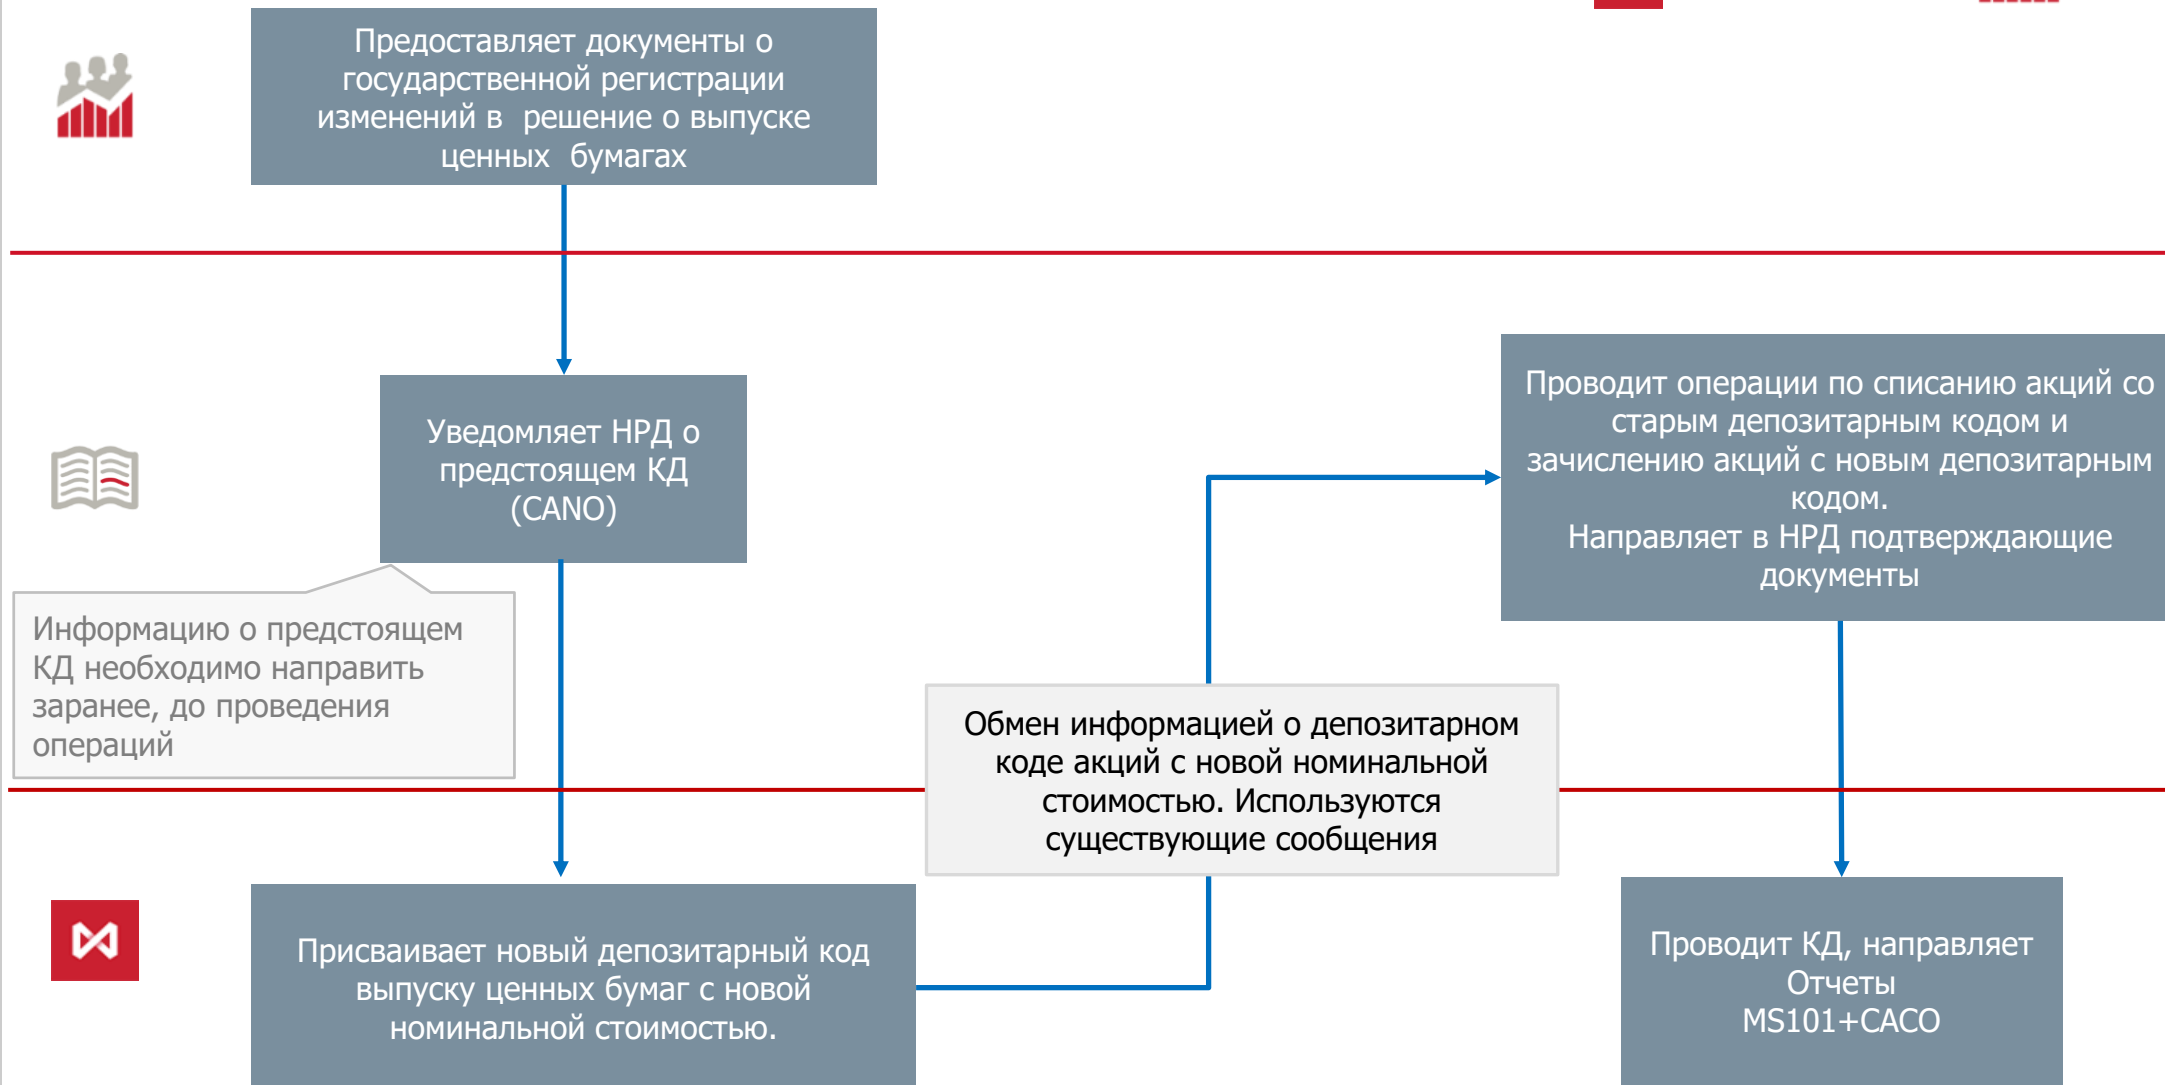 Предоставляет документы о
государственной регистрации
изменений в решение о выпуске
ценных бумагах
Уведомляет НРД о
предстоящем КД
(CANO)
Информацию о предстоящем
КД необходимо направить
заранее, до проведения
операций
Проводит операции по списанию акций со
старым депозитарным кодом и
зачислению акций с новым депозитарным
кодом.
Направляет в НРД подтверждающие
документы
Обмен информацией о депозитарном
коде акций с новой номинальной
стоимостью. Используются
существующие сообщения
Присваивает новый депозитарный код
выпуску ценных бумаг с новой
номинальной стоимостью.
Проводит КД, направляет
Отчеты
MS101+CACO